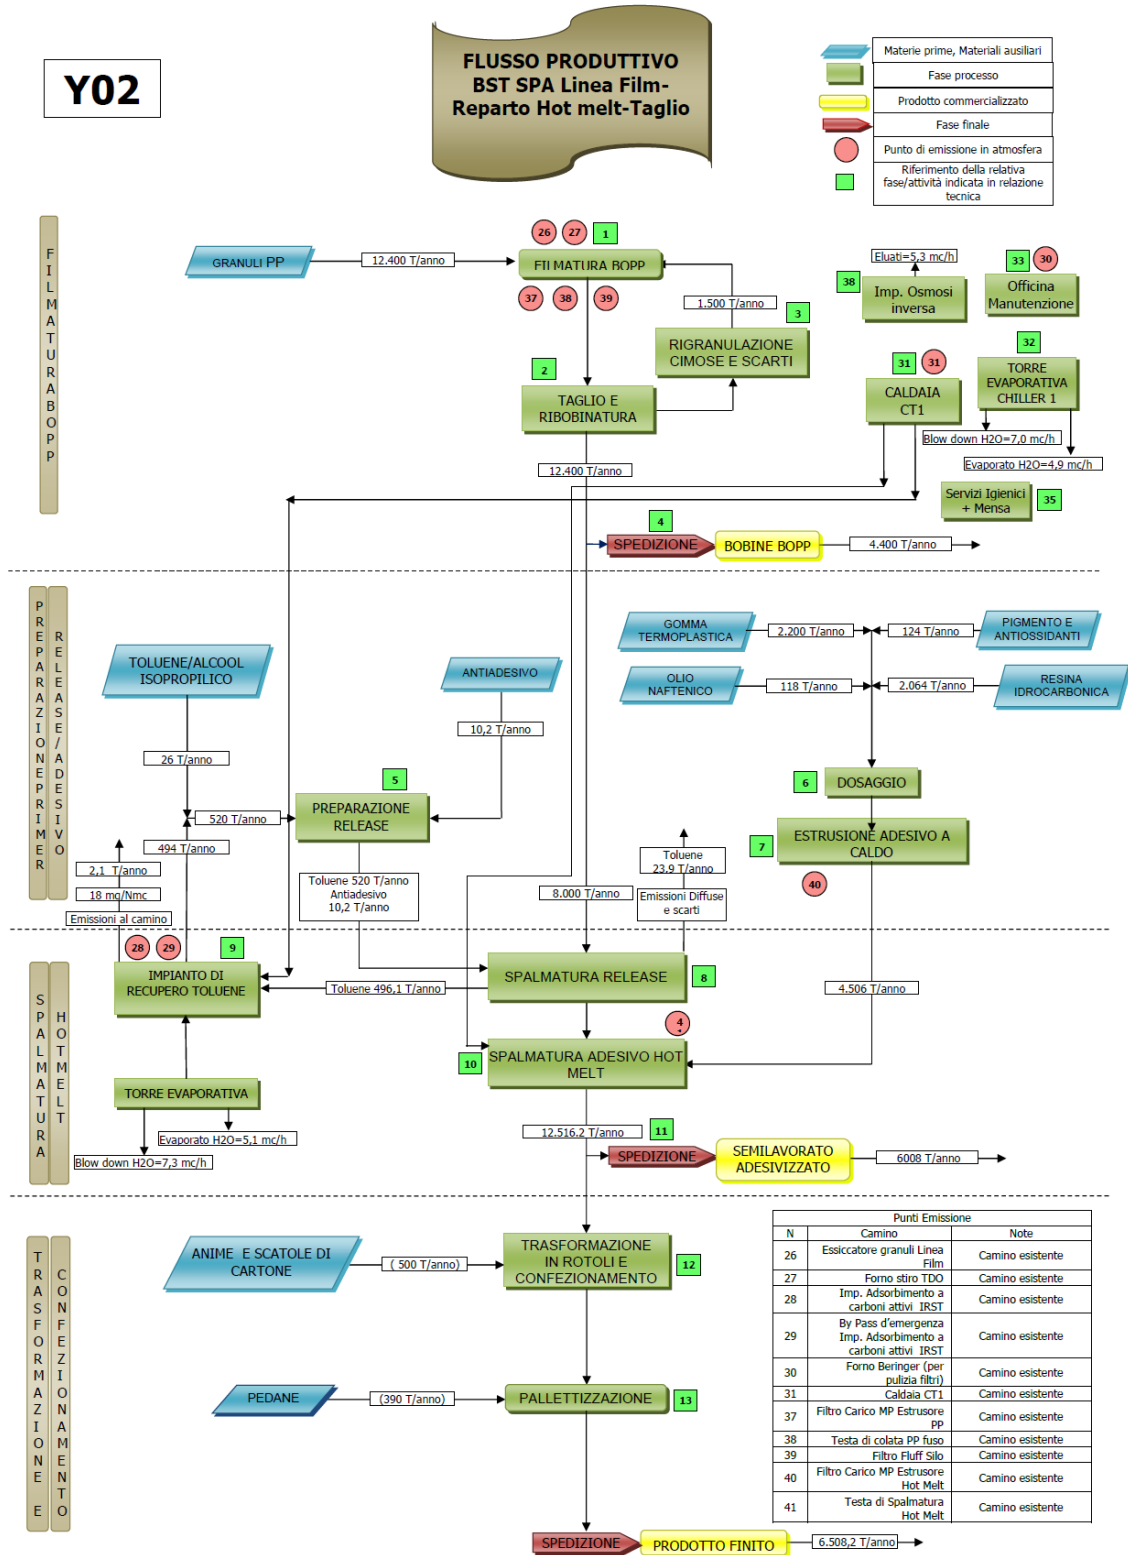 Y02
FLUSSO PRODUTTIVO
BST SPA Linea Film-
Reparto Hot melt-Taglio
Materie prime, Materiali ausiliari
Fase processo
Prodotto commercializzato
Fase finale
Punto di emissione in atmosfera
Riferimento della relativa
fase/attività indicata in relazione
tecnica
FILMATURABOPP
GRANULI PP
12.400 T/anno
26
27
1
FILMATURA BOPP
37
38
39
1.500 T/anno
3
RIGRANULAZIONE
CIMOSE E SCARTI
2
TAGLIO E
RIBOBINATURA
12.400 T/anno
Eluati=5,3 mc/h
38
Imp. Osmosi
inversa
33
30
Officina
Manutenzione
31
31
CALDAIA
CT1
32
TORRE
EVAPORATIVA
CHILLER 1
Blow down H2O=7,0 mc/h
Evaporato H2O=4,9 mc/h
Servizi Igienici
+ Mensa
35
4
SPEDIZIONE
BOBINE BOPP
4.400 T/anno
PREPARAZIONEPRIMER
RELEASE/ADESIVO
TOLUENE/ALCOOL
ISOPROPILICO
ANTIADESIVO
10,2 T/anno
26 T/anno
520 T/anno
494 T/anno
5
PREPARAZIONE
RELEASE
2,1 T/anno
18 mg/Nmc
Emissioni al camino
Toluene 520 T/anno
Antiadesivo
10,2 T/anno
8.000 T/anno
Toluene
23,9 T/anno
Emissioni Diffuse
e scarti
GOMMA
TERMOPLASTICA
2.200 T/anno
124 T/anno
PIGMENTO E
ANTIOSSIDANTI
OLIO
NAFTENICO
118 T/anno
2.064 T/anno
RESINA
IDROCARBONICA
6
DOSAGGIO
7
ESTRUSIONE ADESIVO A
CALDO
40
4.506 T/anno
SPALMATURA
HOTMELT
28
29
9
IMPIANTO DI
RECUPERO TOLUENE
Toluene 496,1 T/anno
SPALMATURA RELEASE
8
4
10
SPALMATURA ADESIVO HOT
MELT
TORRE EVAPORATIVA
Evaporato H2O=5,1 mc/h
Blow down H2O=7,3 mc/h
12.516.2 T/anno
11
SPEDIZIONE
SEMILAVORATO
ADESIVIZZATO
6008 T/anno
TRASFORMAZIONE E
CONFEZIONAMENTO
ANIME E SCATOLE DI
CARTONE
( 500 T/anno)
TRASFORMAZIONE
IN ROTOLI E
CONFEZIONAMENTO
12
PEDANE
(390 T/anno)
PALLETTIZZAZIONE
13
SPEDIZIONE
PRODOTTO FINITO
6.508,2 T/anno
Punti Emissione
N Camino Note
26 Essiccatore granuli Linea Film Camino esistente
27 Forno stiro TDO Camino esistente
28 Imp. Adsorbimento a carboni attivi IRST Camino esistente
29 By Pass d'emergenza Imp. Adsorbimento a carboni attivi IRST Camino esistente
30 Forno Beringer (per pulizia filtri) Camino esistente
31 Caldaia CT1 Camino esistente
37 Filtro Carico MP Estrusore PP Camino esistente
38 Testa di colata PP fuso Camino esistente
39 Filtro Fluff Silo Camino esistente
40 Filtro Carico MP Estrusore Hot Melt Camino esistente
41 Testa di Spalmatura Hot Melt Camino esistente